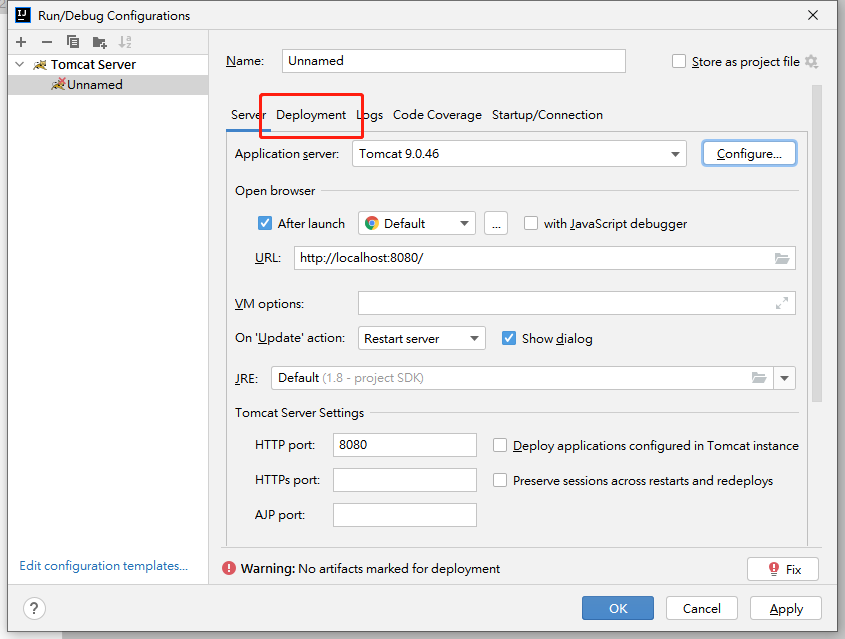 Run/Debug Configurations
Tomcat Server
Unnamed
Name: Unnamed Store as project file
Server Deployment Logs Code Coverage Startup/Connection
Application server: Tomcat 9.0.46 Configure...
Open browser
After launch Default ... with JavaScript debugger
URL: http://localhost:8080/
VM options:
On 'Update' action: Restart server Show dialog
JRE: Default (1.8 - project SDK)
Tomcat Server Settings
HTTP port: 8080 Deploy applications configured in Tomcat instance
HTTPs port: Preserve sessions across restarts and redeploys
AJP port:
Edit configuration templates... Warning: No artifacts marked for deployment Fix
? OK Cancel Apply